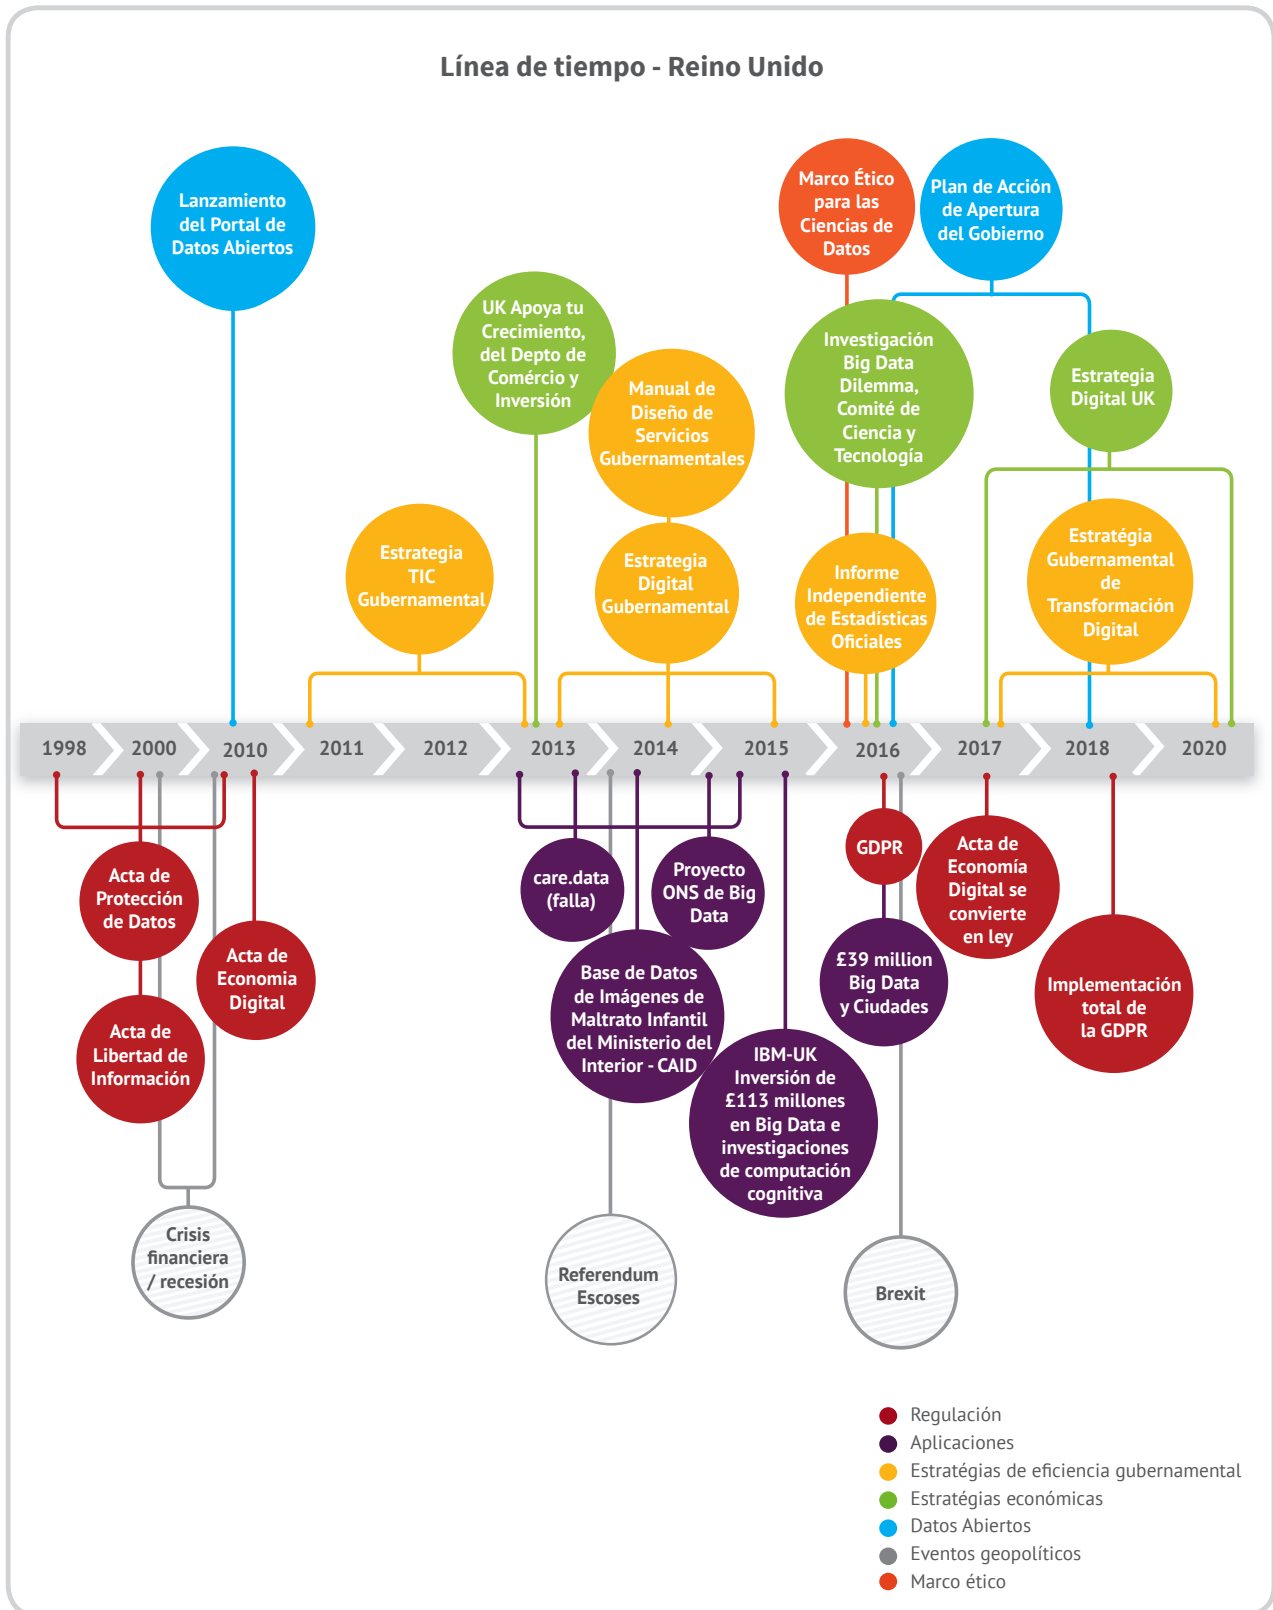 Línea de tiempo - Reino Unido
Lanzamiento
del Portal de
Datos Abiertos
Marco Ético
para las
Ciencias de
Datos
Plan de Acción
de Apertura
del Gobierno
UK Apoya tu
Crecimiento,
del Depto de
Comércio y
Inversión
Manual de
Diseño de
Servicios
Gubernamentales
Investigación
Big Data
Dilemma,
Comité de
Ciencia y
Tecnología
Estrategia
Digital UK
Estrategia
TIC
Gubernamental
Estrategia
Digital
Gubernamental
Informe
Independiente
de Estadísticas
Oficiales
Estratégia
Gubernamental
de
Transformación
Digital
1998 2000 2010 2011 2012 2013 2014 2015 2016 2017 2018 2020
Acta de
Protección
de Datos
Acta de
Economia
Digital
Acta de
Libertad de
Información
care.data
(falla)
Proyecto
ONS de Big
Data
GDPR
Acta de
Economía
Digital se
convierte
en ley
Base de Datos
de Imágenes de
Maltrato Infantil
del Ministerio del
Interior - CAID
£39 million
Big Data
y Ciudades
Implementación
total de
la GDPR
IBM-UK
Inversión de
£113 millones
en Big Data e
investigaciones
de computación
cognitiva
Crisis
financiera
/ recesión
Referendum
Escoses
Brexit
Regulación
Aplicaciones
Estratégias de eficiencia gubernamental
Estratégias económicas
Datos Abiertos
Eventos geopolíticos
Marco ético